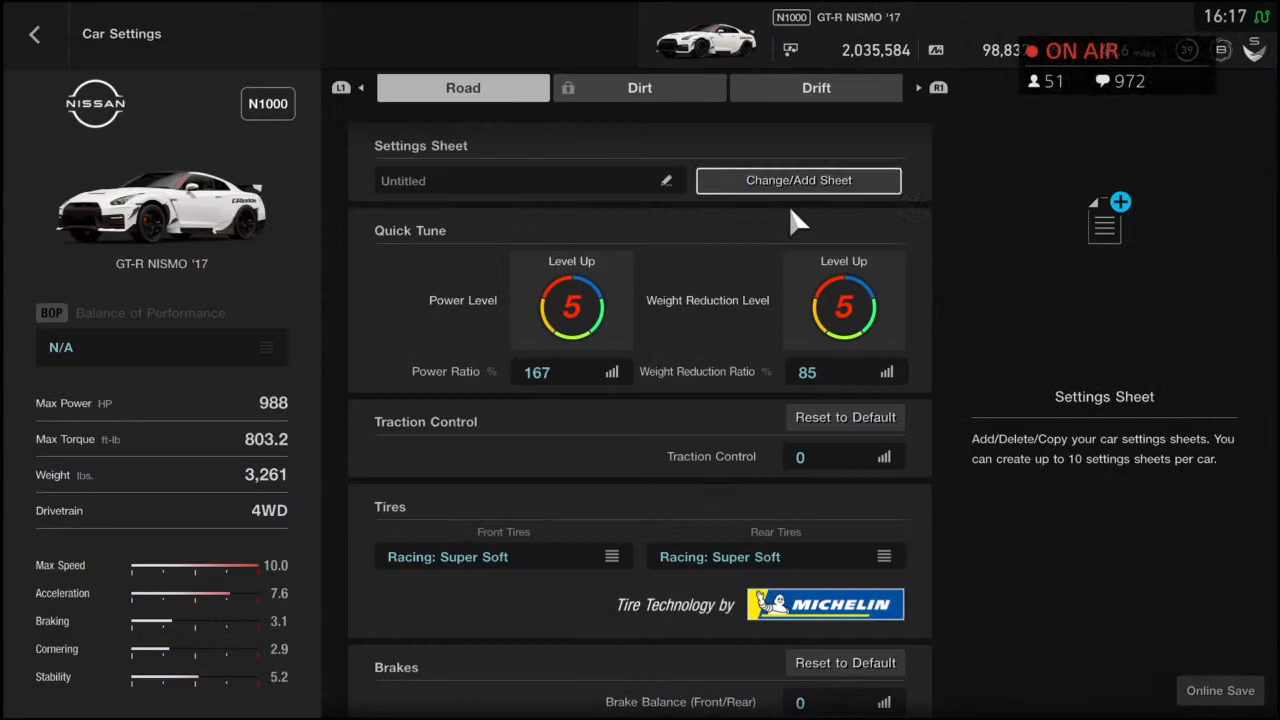 Car Settings
N1000 GT-R NISMO '17
2,035,584
98,83
16:17
ON AIR
6 miles
39
B
S
51 972
L1 Road Dirt Drift R1
NISSAN
N1000
GReddy
GT-R NISMO '17
BOP Balance of Performance
N/A
Max Power HP 988
Max Torque ft-lb 803.2
Weight lbs. 3,261
Drivetrain 4WD
Max Speed 10.0
Acceleration 7.6
Braking 3.1
Cornering 2.9
Stability 5.2
Settings Sheet
Untitled Change/Add Sheet
Quick Tune
Level Up Level Up
Power Level 5 Weight Reduction Level 5
Power Ratio % 167 Weight Reduction Ratio % 85
Traction Control Reset to Default
Traction Control 0
Tires
Front Tires Rear Tires
Racing: Super Soft Racing: Super Soft
Tire Technology by MICHELIN
Brakes Reset to Default
Brake Balance (Front/Rear) 0
Settings Sheet
Add/Delete/Copy your car settings sheets. You
can create up to 10 settings sheets per car.
Online Save